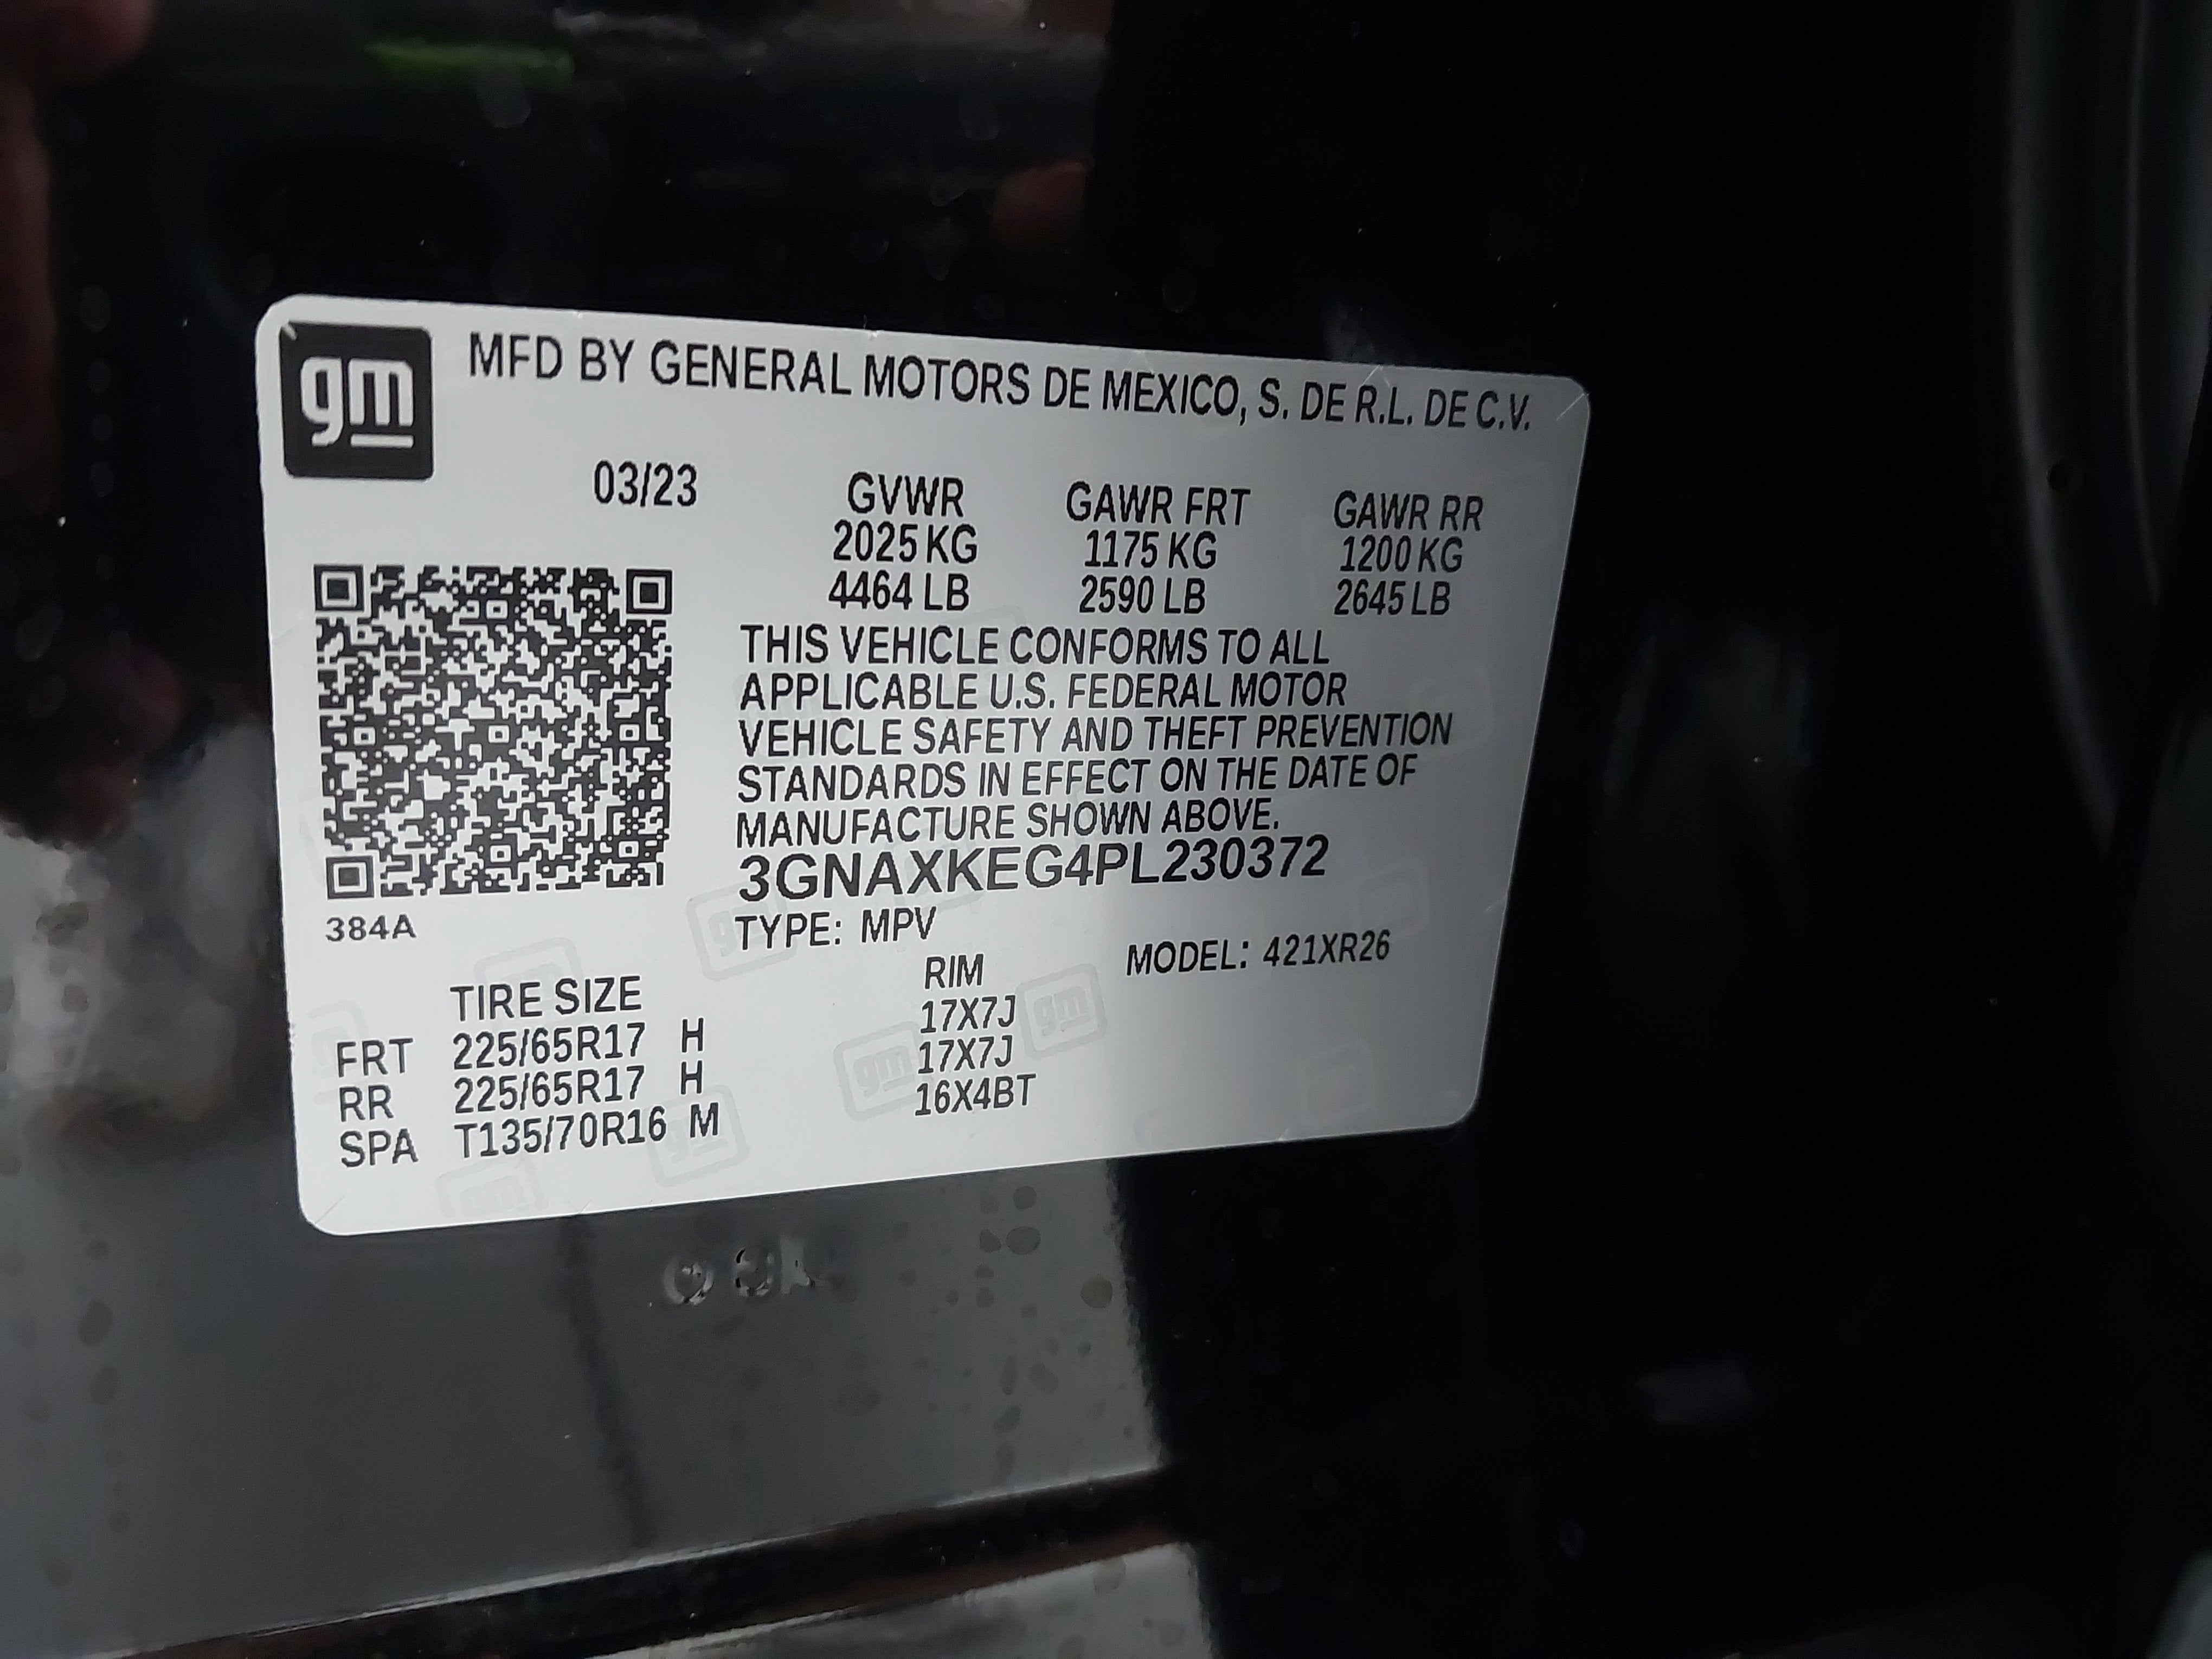 gm
MFD BY GENERAL MOTORS DE MEXICO, S. DE R.L. DE C.V.
03/23
GVWR GAWR FRT GAWR RR
2025 KG 1175 KG 1200 KG
4464 LB 2590 LB 2645 LB
THIS VEHICLE CONFORMS TO ALL
APPLICABLE U.S. FEDERAL MOTOR
VEHICLE SAFETY AND THEFT PREVENTION
STANDARDS IN EFFECT ON THE DATE OF
MANUFACTURE SHOWN ABOVE.
3GNAXKEG4PL230372
384A
TYPE: MPV MODEL: 421XR26
TIRE SIZE RIM
FRT 225/65R17 H 17X7J
RR 225/65R17 H 17X7J
SPA T135/70R16 M 16X4BT